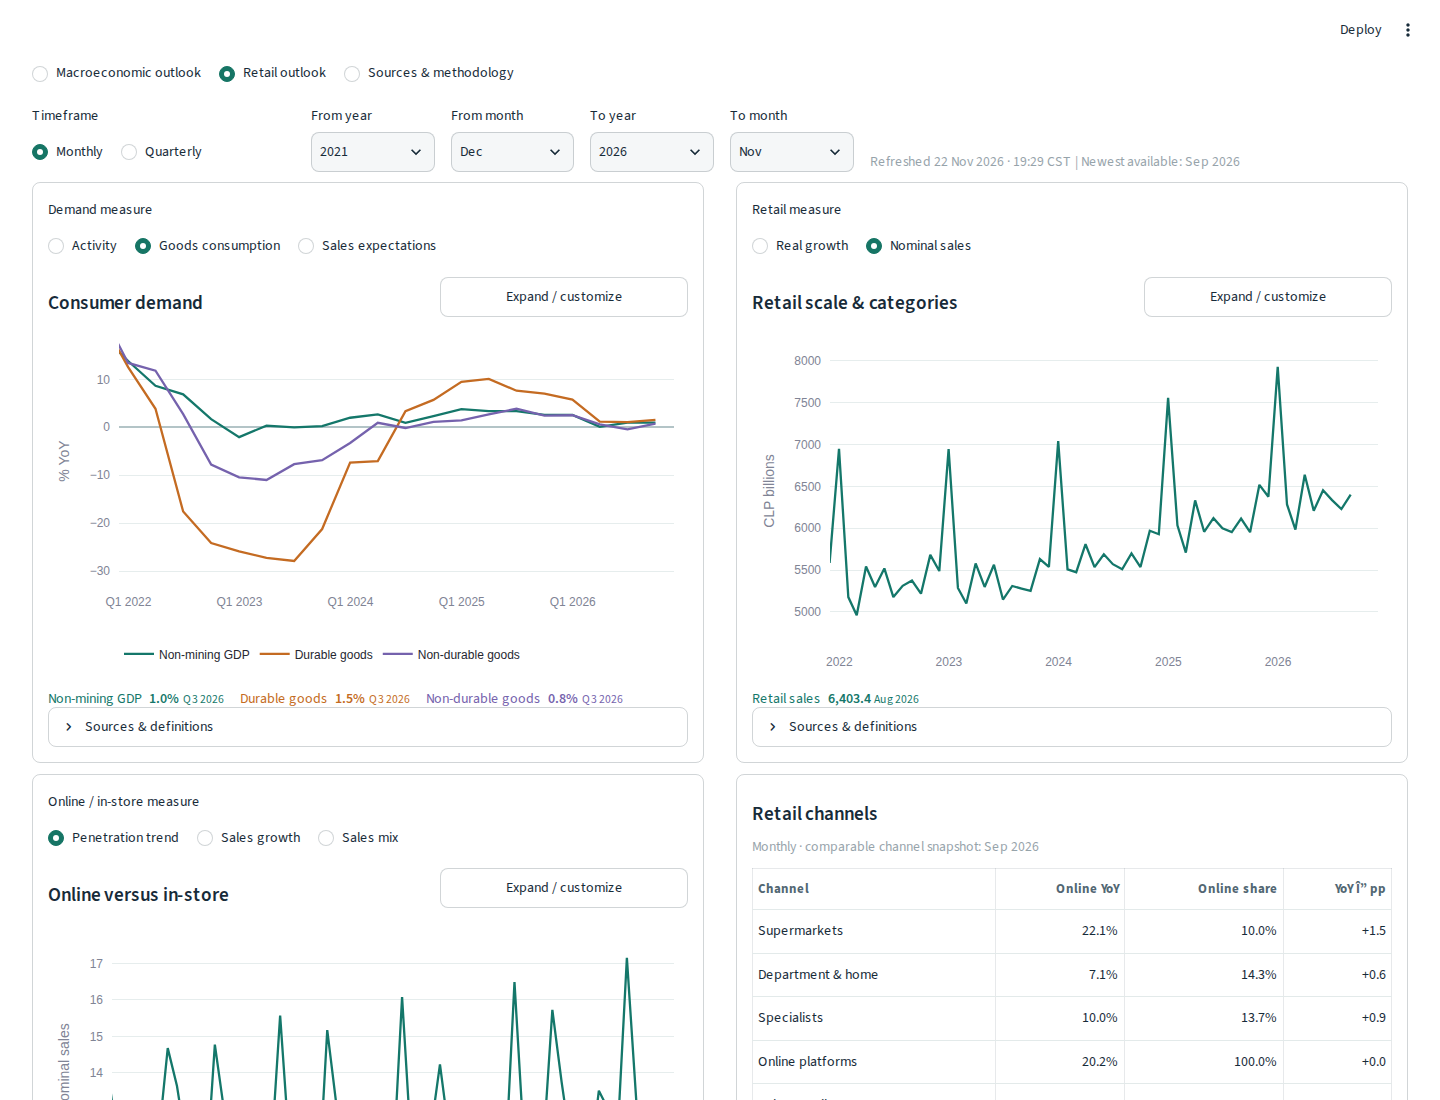 Deploy
Macroeconomic outlook Retail outlook Sources & methodology
Timeframe From year From month To year To month
Monthly Quarterly 2021 Dec 2026 Nov
Refreshed 22 Nov 2026 · 19:29 CST | Newest available: Sep 2026
Demand measure
Activity Goods consumption Sales expectations
Consumer demand
Expand / customize
% YoY
10
0
−10
−20
−30
Q1 2022 Q1 2023 Q1 2024 Q1 2025 Q1 2026
Non-mining GDP Durable goods Non-durable goods
Non-mining GDP 1.0% Q3 2026 Durable goods 1.5% Q3 2026 Non-durable goods 0.8% Q3 2026
Sources & definitions
Retail measure
Real growth Nominal sales
Retail scale & categories
Expand / customize
CLP billions
8000
7500
7000
6500
6000
5500
5000
2022 2023 2024 2025 2026
Retail sales 6,403.4 Aug 2026
Sources & definitions
Online / in-store measure
Penetration trend Sales growth Sales mix
Online versus in-store
Expand / customize
ominal sales
17
16
15
14
Retail channels
Monthly · comparable channel snapshot: Sep 2026
Channel Online YoY Online share YoY Î” pp
Supermarkets 22.1% 10.0% +1.5
Department & home 7.1% 14.3% +0.6
Specialists 10.0% 13.7% +0.9
Online platforms 20.2% 100.0% +0.0